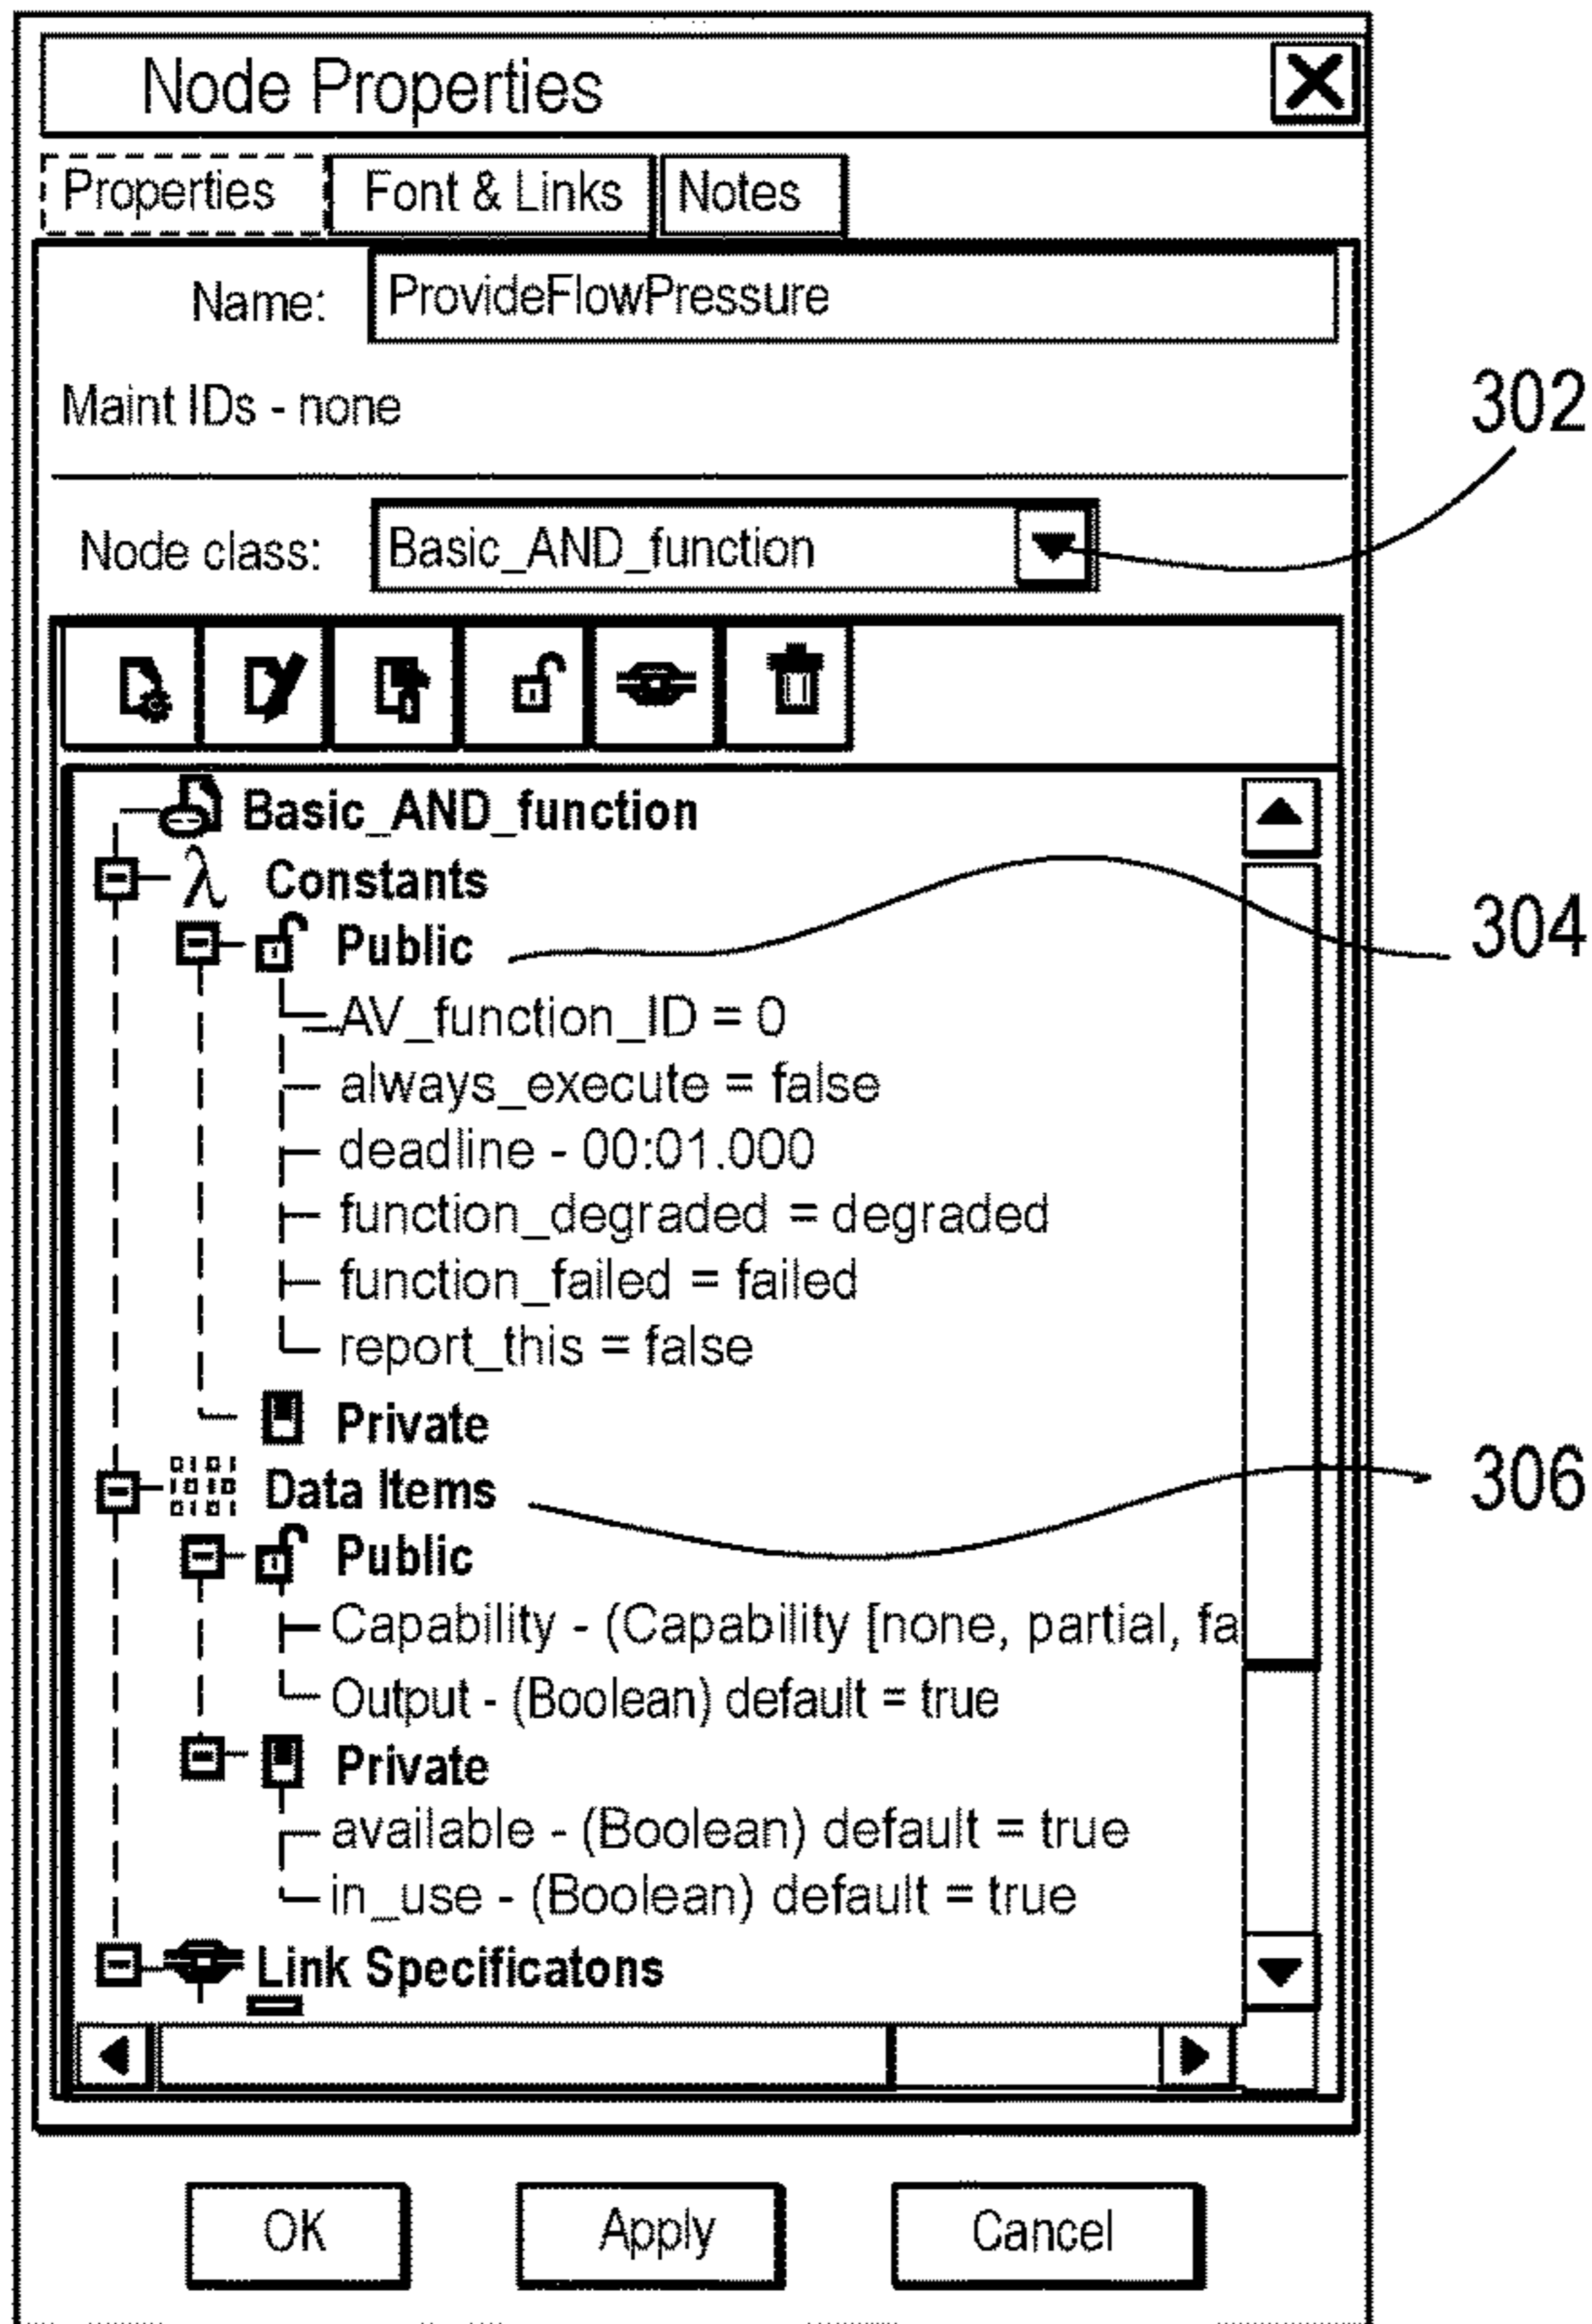 Node Properties
Properties Font & Links Notes
Name: ProvideFlowPressure
Maint IDs - none
302
Node class: Basic_AND_function
Basic_AND_function
λ Constants
Public
304
AV_function_ID = 0
always_execute = false
deadline - 00:01.000
function_degraded = degraded
function_failed = failed
report_this = false
Private
Data Items
306
Public
Capability - (Capability [none, partial, fa
Output - (Boolean) default = true
Private
available - (Boolean) default = true
in_use - (Boolean) default = true
Link Specificatons
OK Apply Cancel